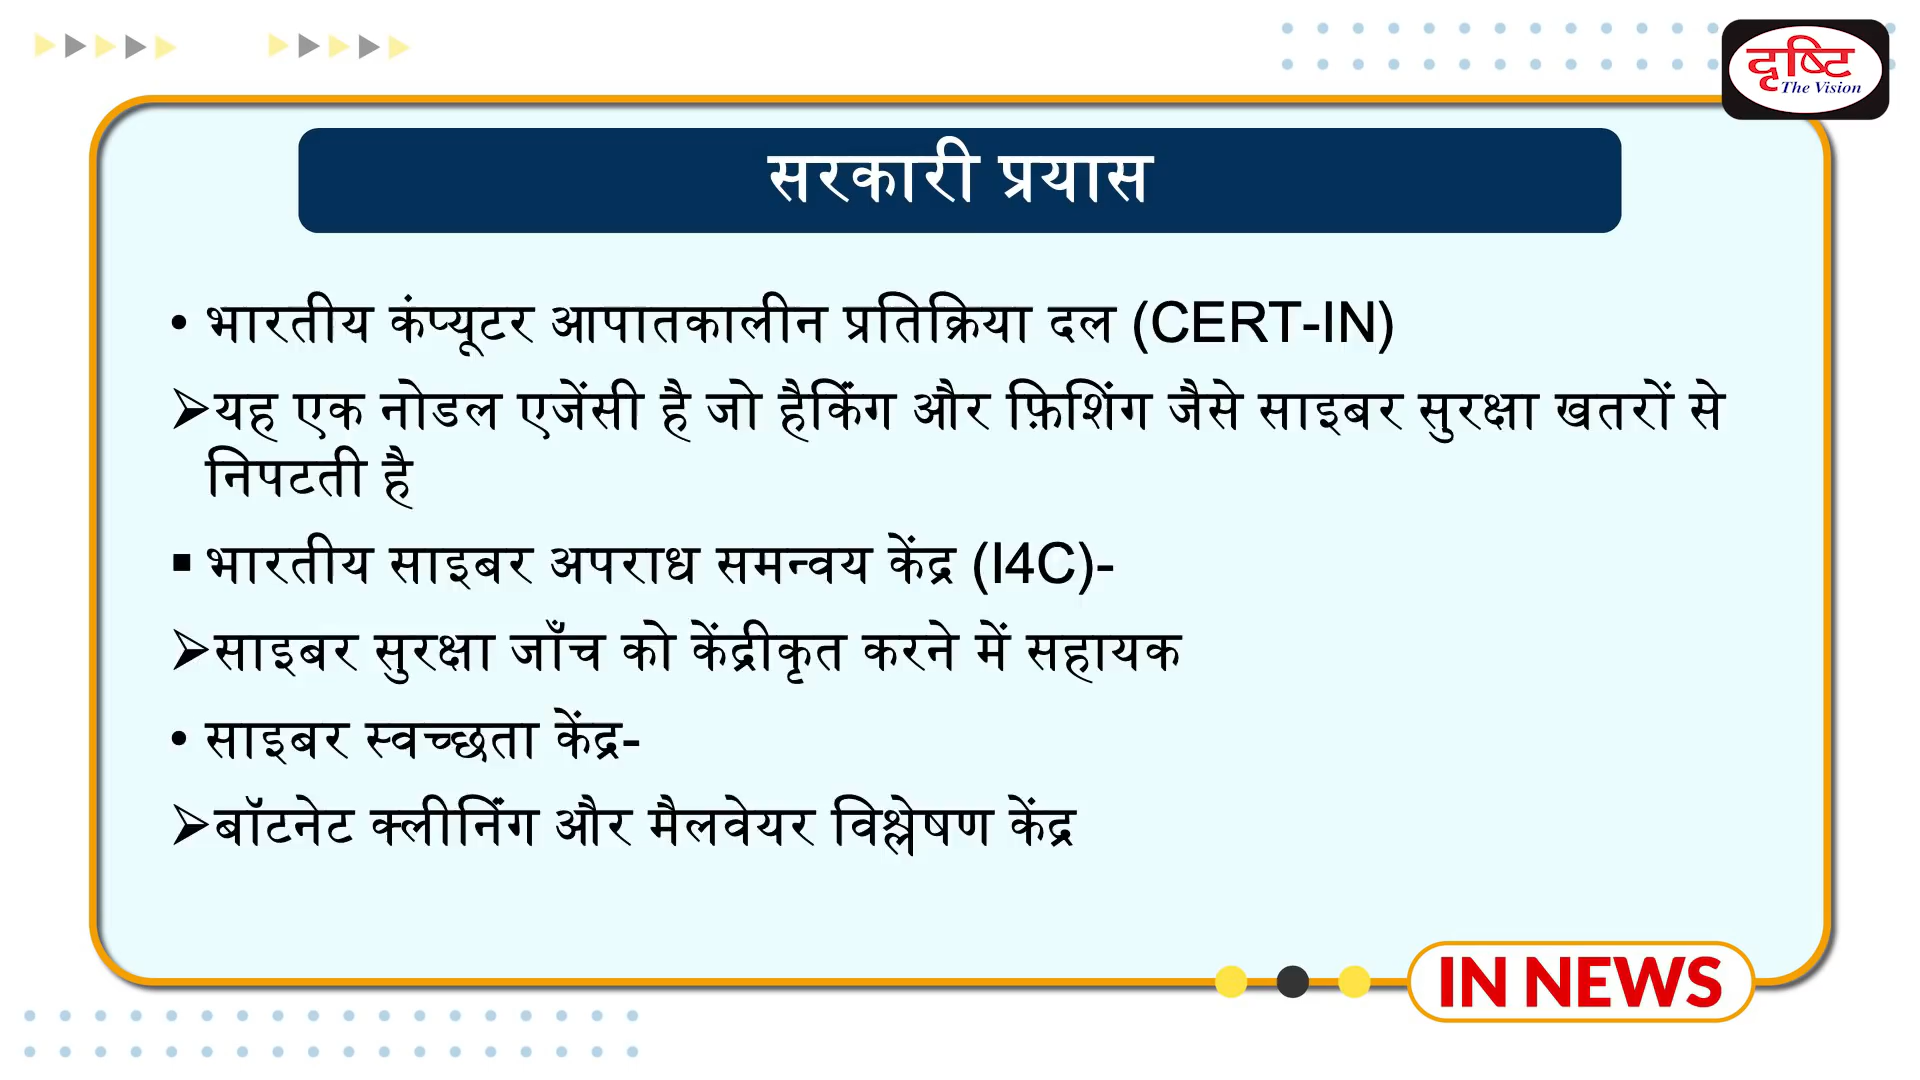 दृष्टि
The Vision
सरकारी प्रयास
• भारतीय कंप्यूटर आपातकालीन प्रतिक्रिया दल (CERT-IN)
➢यह एक नोडल एजेंसी है जो हैकिंग और फ़िशिंग जैसे साइबर सुरक्षा खतरों से
निपटती है
▪ भारतीय साइबर अपराध समन्वय केंद्र (I4C)-
➢साइबर सुरक्षा जाँच को केंद्रीकृत करने में सहायक
• साइबर स्वच्छता केंद्र-
➢बॉटनेट क्लीनिंग और मैलवेयर विश्लेषण केंद्र
IN NEWS